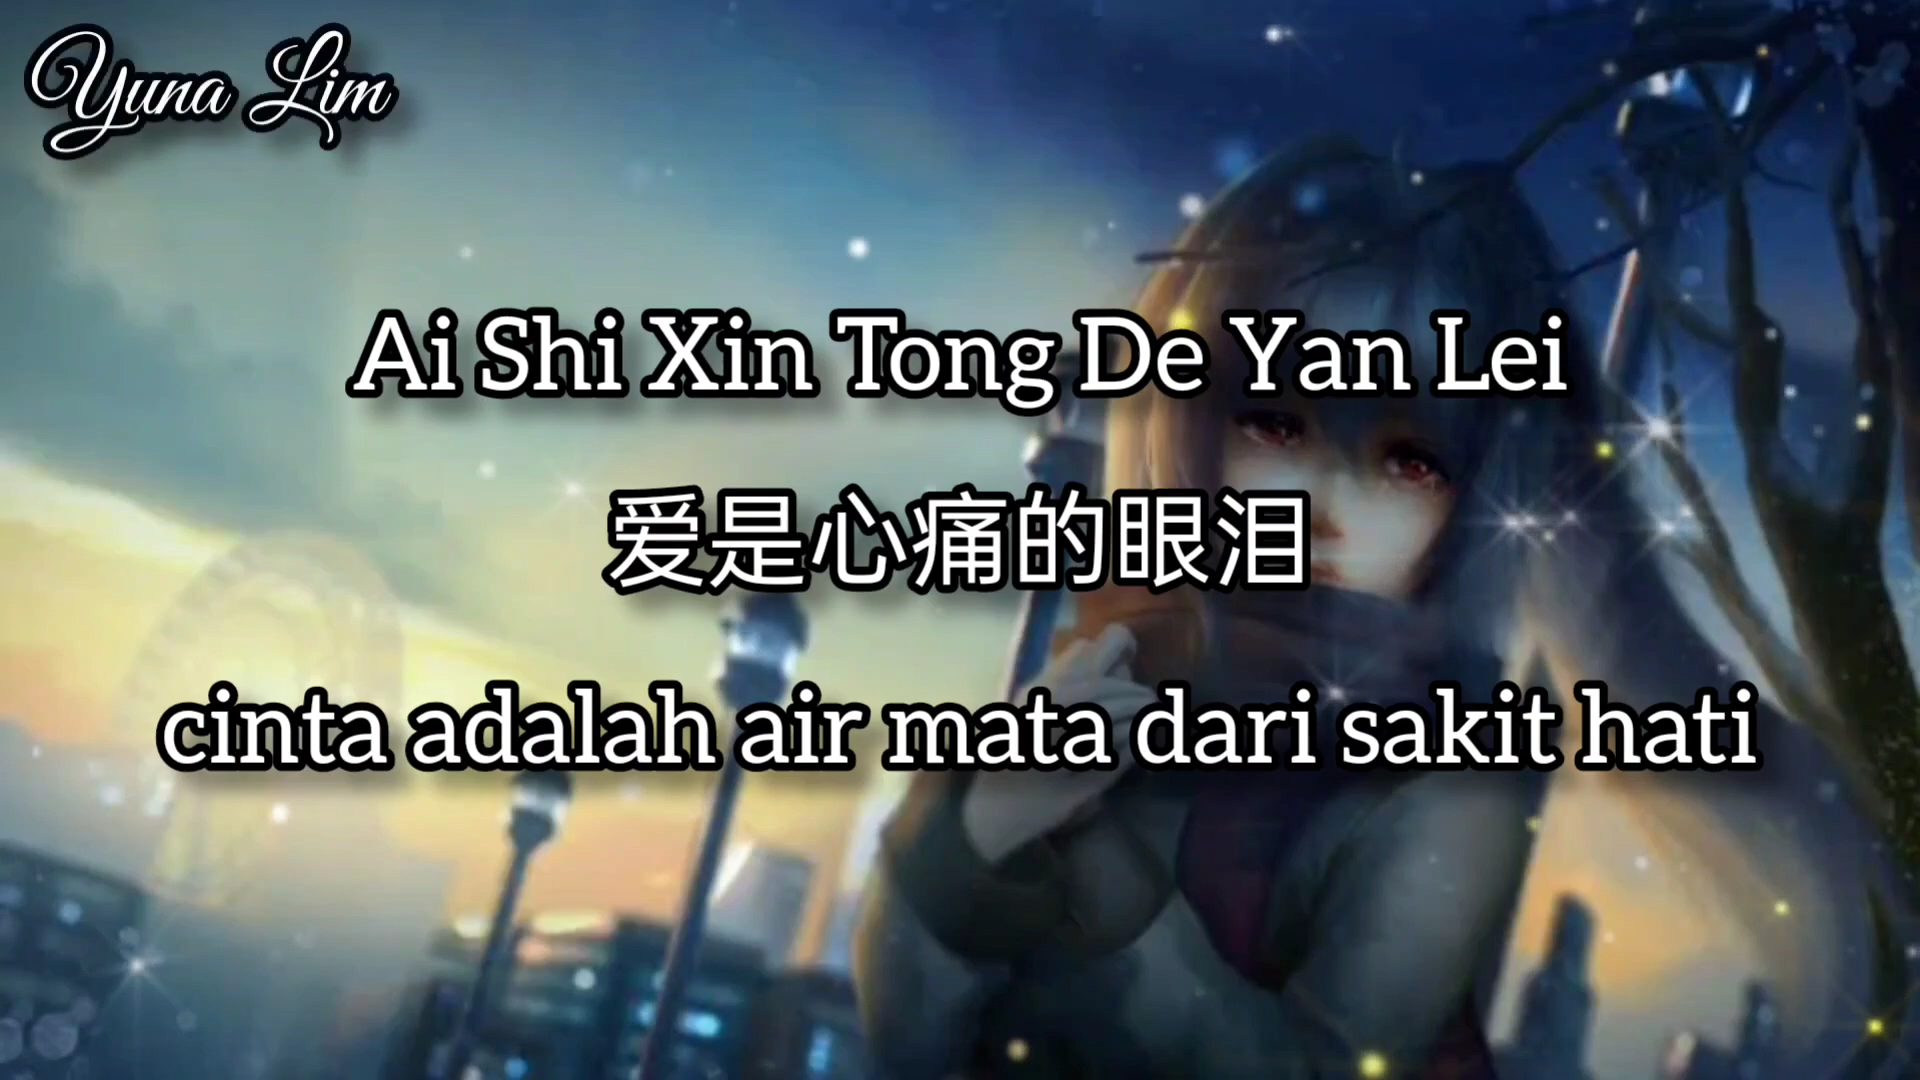 Yuna Lim
Ai Shi Xin Tong De Yan Lei
爱是心痛的眼泪
cinta adalah air mata dari sakit hati